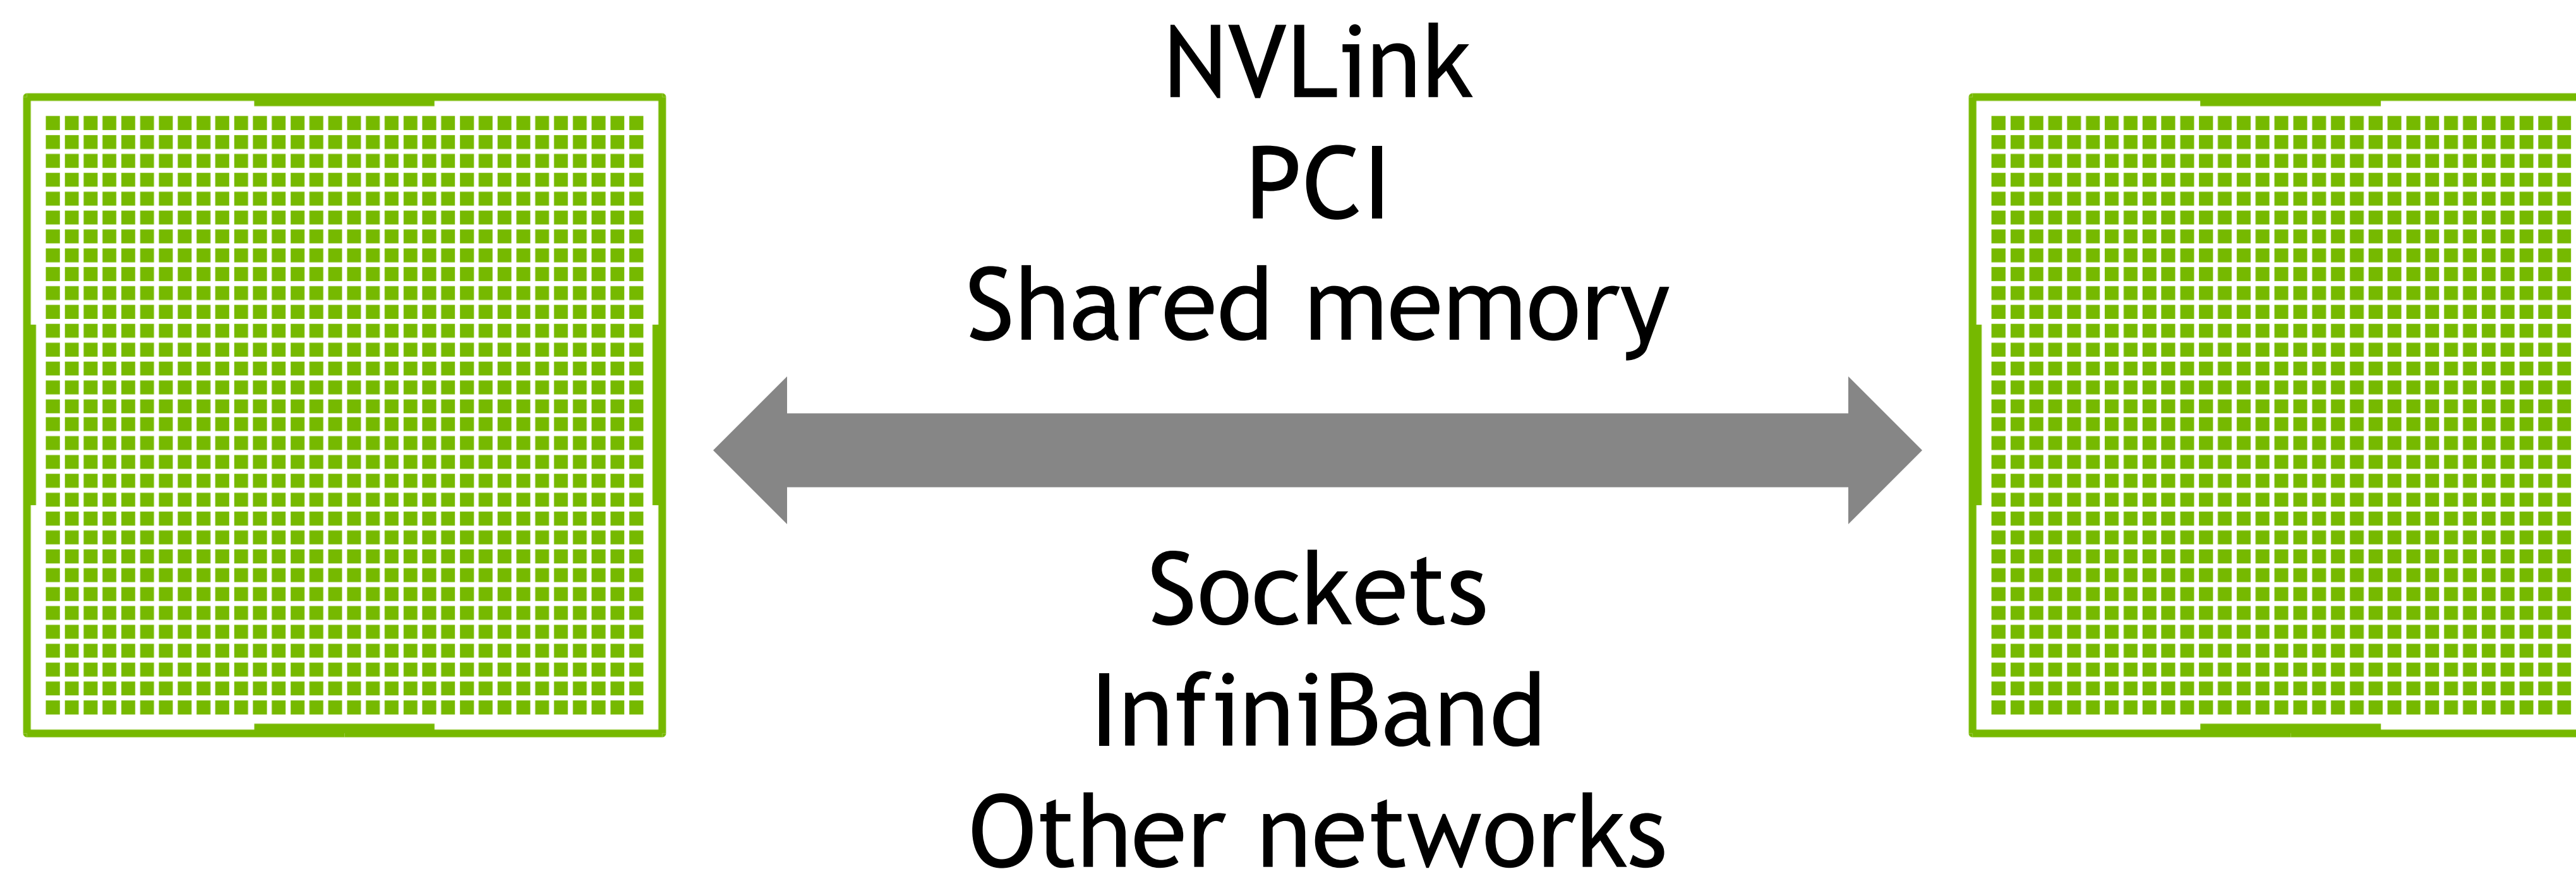 NVLink
PCI
Shared memory
Sockets
InfiniBand
Other networks